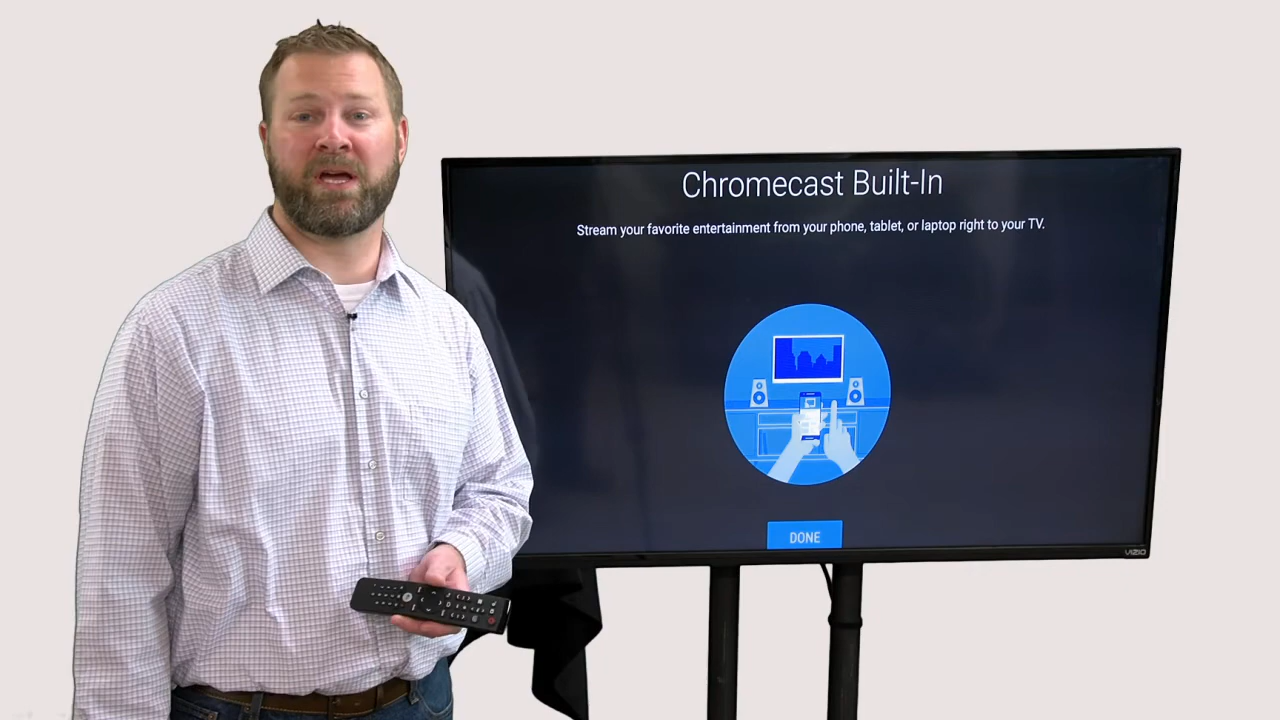 Chromecast Built-In
Stream your favorite entertainment from your phone, tablet, or laptop right to your TV.
DONE
VIZIO